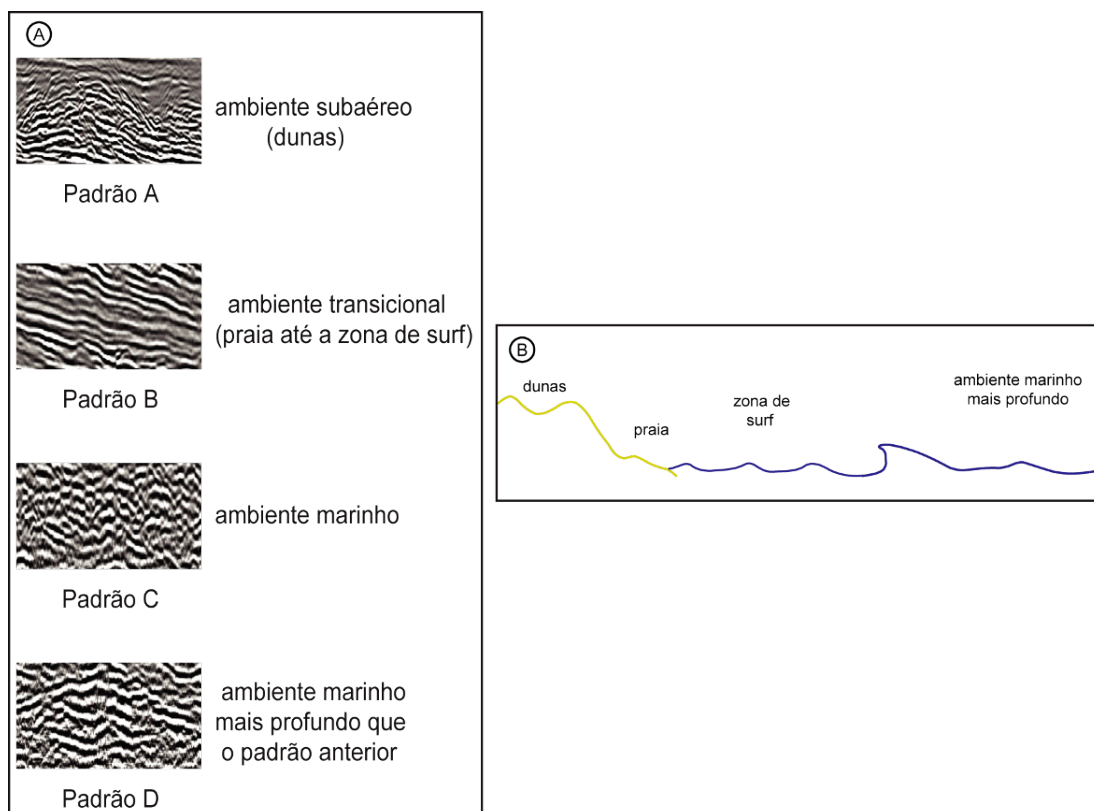 A
ambiente subaéreo
(dunas)
Padrão A
ambiente transicional
(praia até a zona de surf)
Padrão B
ambiente marinho
Padrão C
ambiente marinho
mais profundo que
o padrão anterior
Padrão D
B
dunas
praia
zona de
surf
ambiente marinho
mais profundo